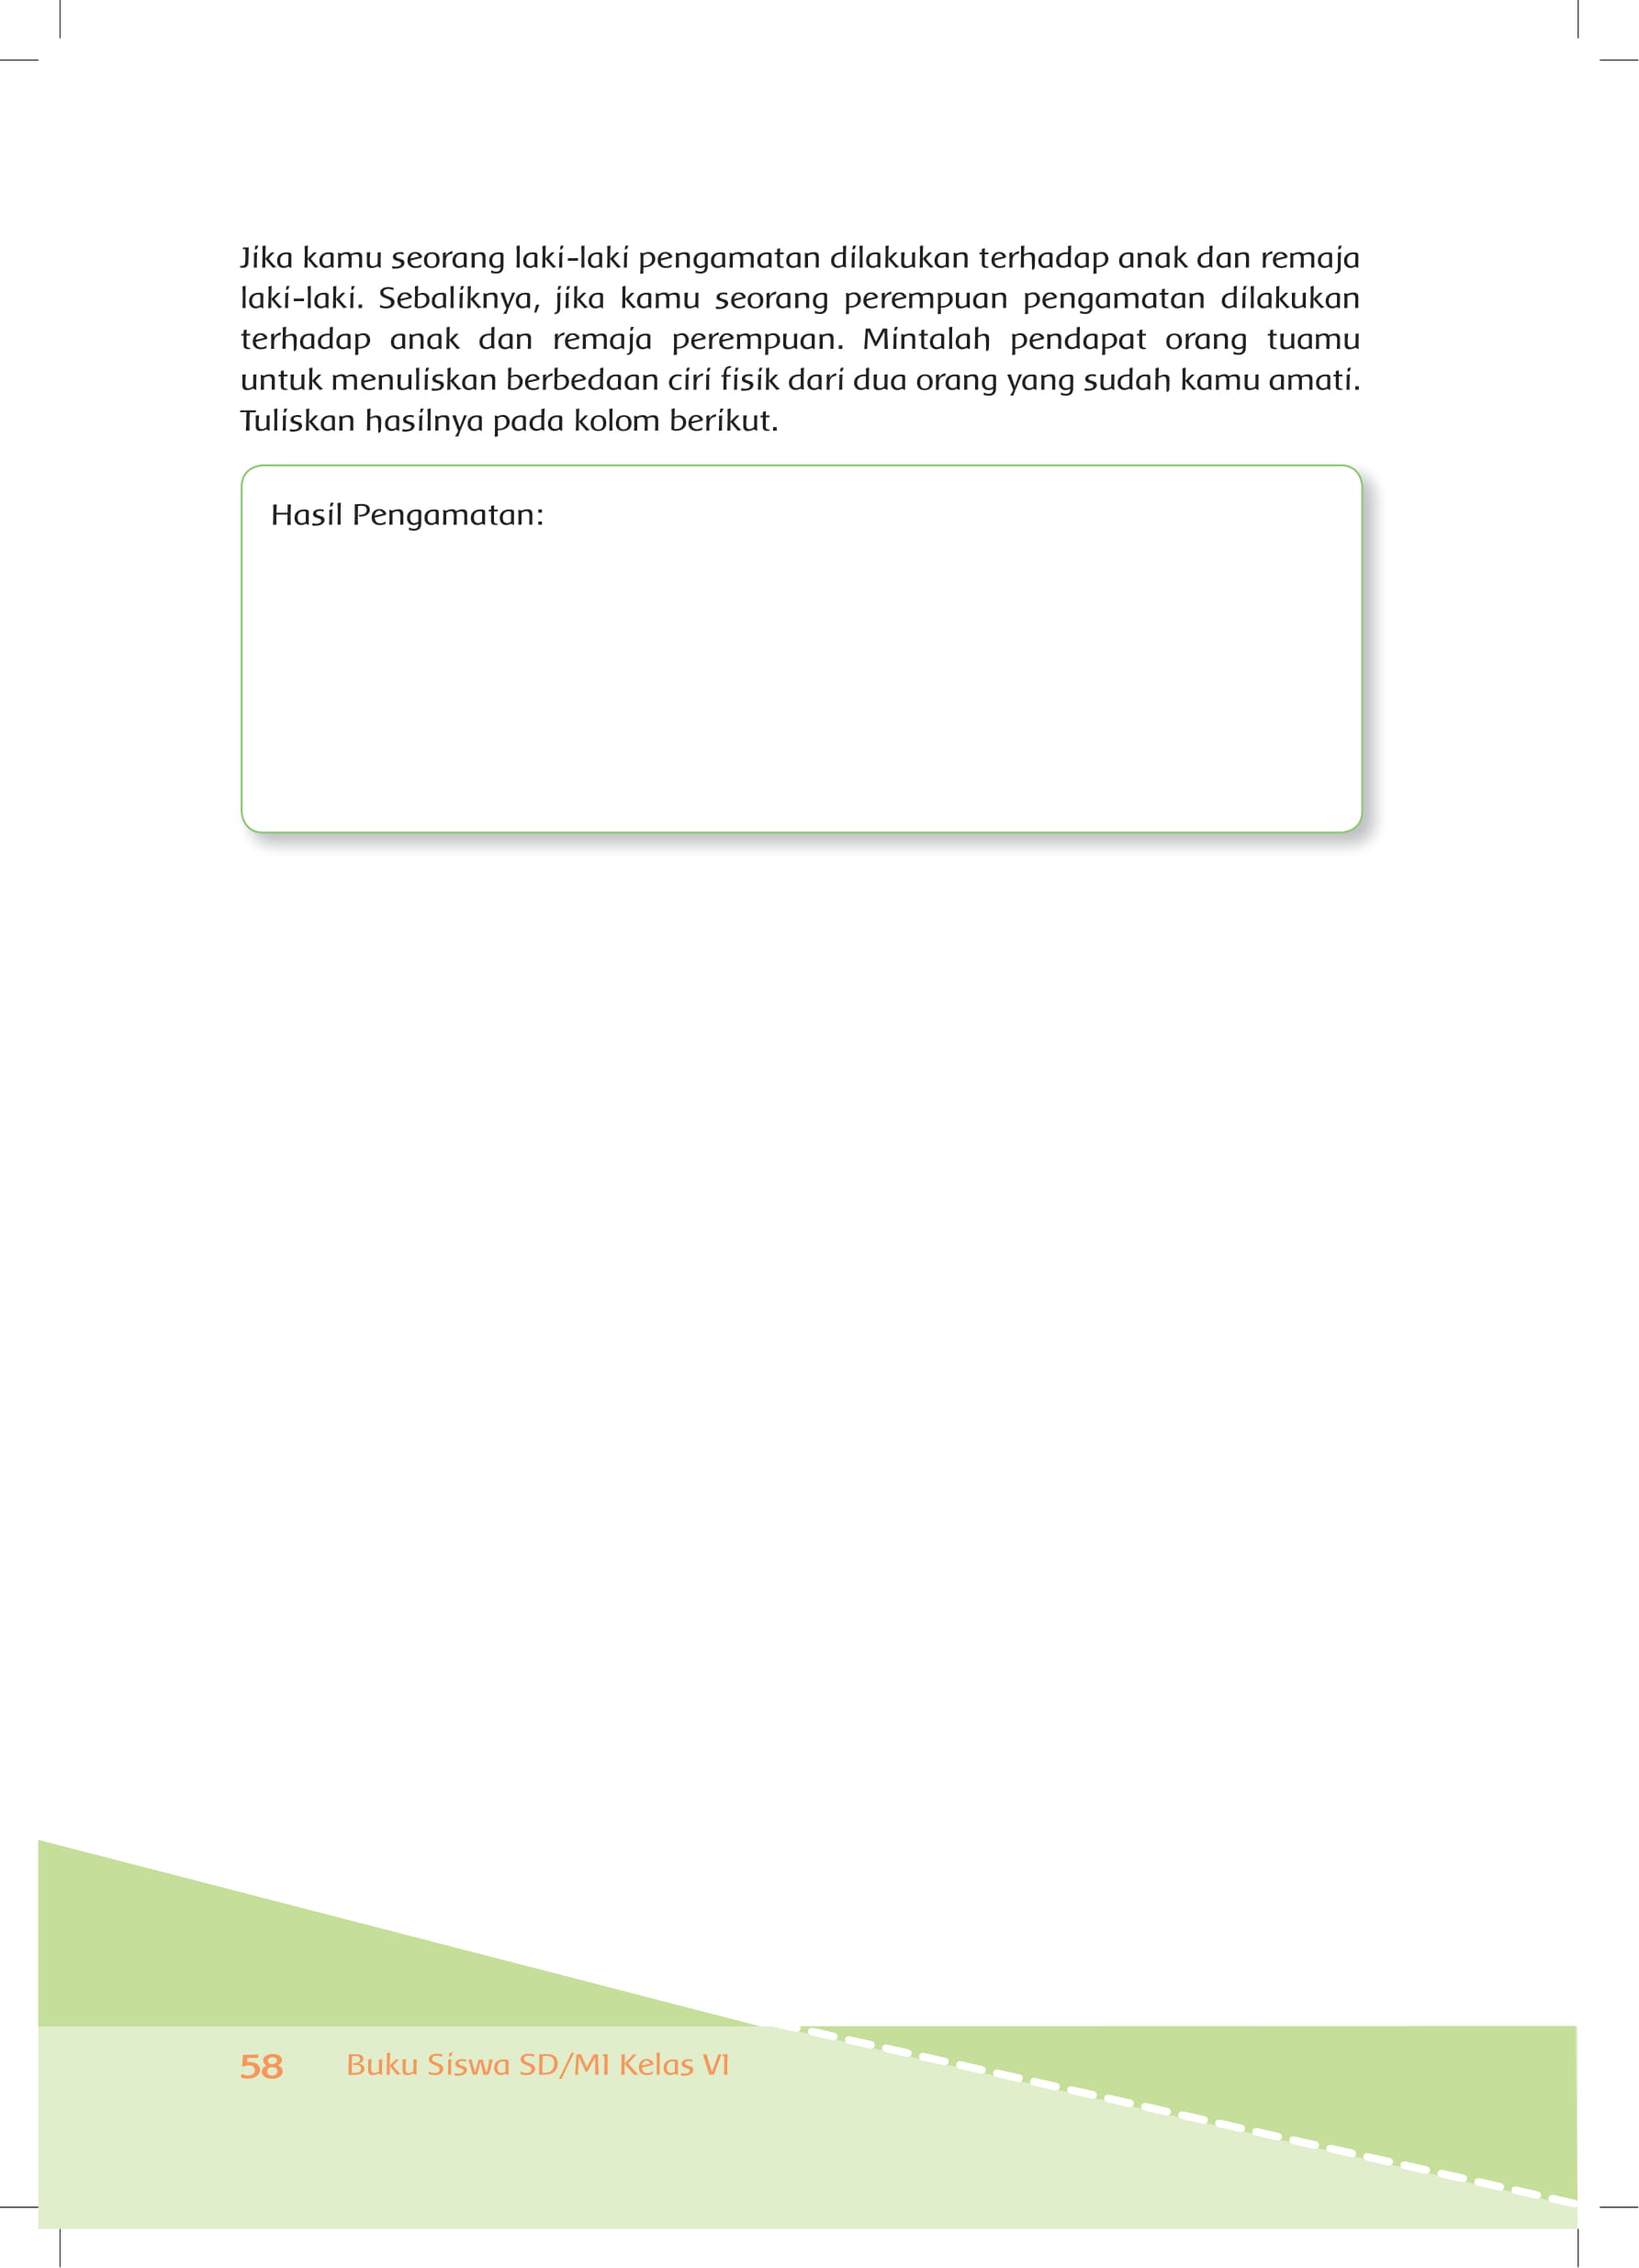 Jika kamu seorang laki-laki pengamatan dilakukan terhadap anak dan remaja
laki-laki. Sebaliknya, jika kamu seorang perempuan pengamatan dilakukan
terhadap anak dan remaja perempuan. Mintalah pendapat orang tuamu
untuk menuliskan berbedaan ciri fisik dari dua orang yang sudah kamu amati.
Tuliskan hasilnya pada kolom berikut.
Hasil Pengamatan:
58 Buku Siswa SD/MI Kelas VI